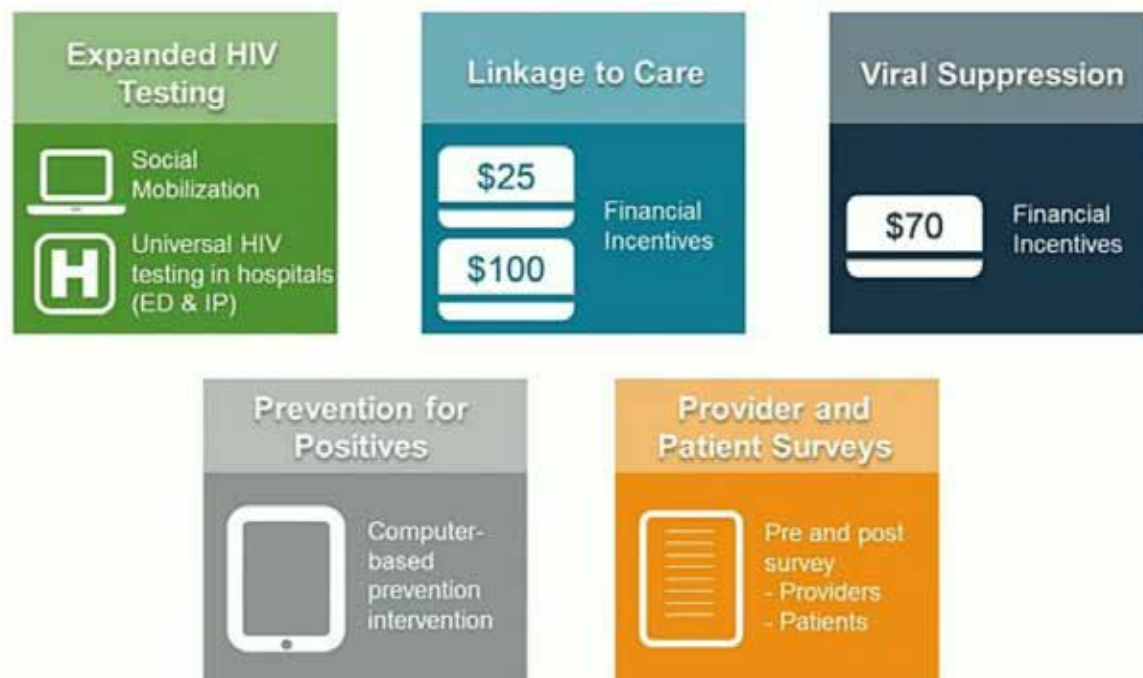 Expanded HIV
Testing
Social
Mobilization
Universal HIV
testing in hospitals
(ED & IP)
Linkage to Care
$25
$100
Financial
Incentives
Viral Suppression
$70
Financial
Incentives
Prevention for
Positives
Computer-
based
prevention
intervention
Provider and
Patient Surveys
Pre and post
survey
- Providers
- Patients